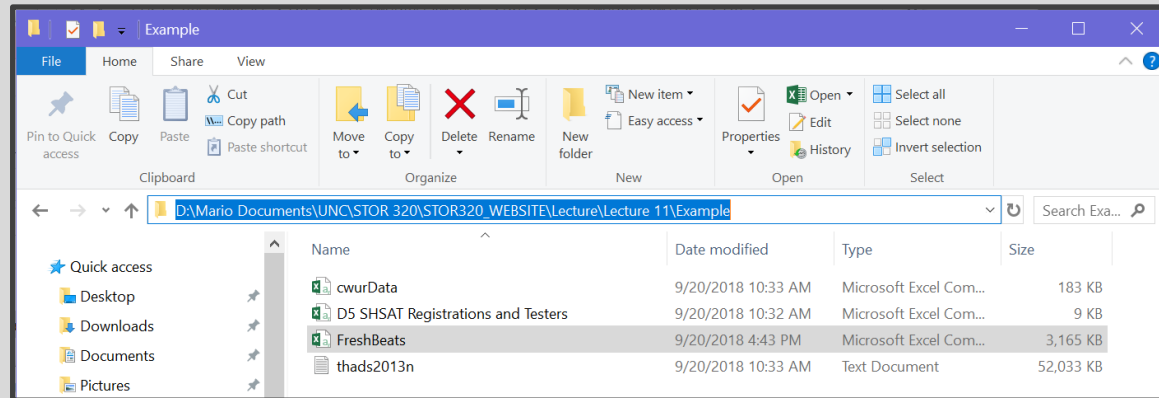 Example
File Home Share View
Pin to Quick access
Copy
Paste
Cut
Copy path
Paste shortcut
Clipboard
Move to
Copy to
Delete
Rename
Organize
New folder
New item
Easy access
New
Properties
Open
Edit
History
Open
Select all
Select none
Invert selection
Select
D:\Mario Documents\UNC\STOR 320\STOR320_WEBSITE\Lecture\Lecture 11\Example
Search Exa...
Quick access
Desktop
Downloads
Documents
Pictures
Name Date modified Type Size
cwurData 9/20/2018 10:33 AM Microsoft Excel Com... 183 KB
D5 SHSAT Registrations and Testers 9/20/2018 10:32 AM Microsoft Excel Com... 9 KB
FreshBeats 9/20/2018 4:43 PM Microsoft Excel Com... 3,165 KB
thads2013n 9/20/2018 10:33 AM Text Document 52,033 KB